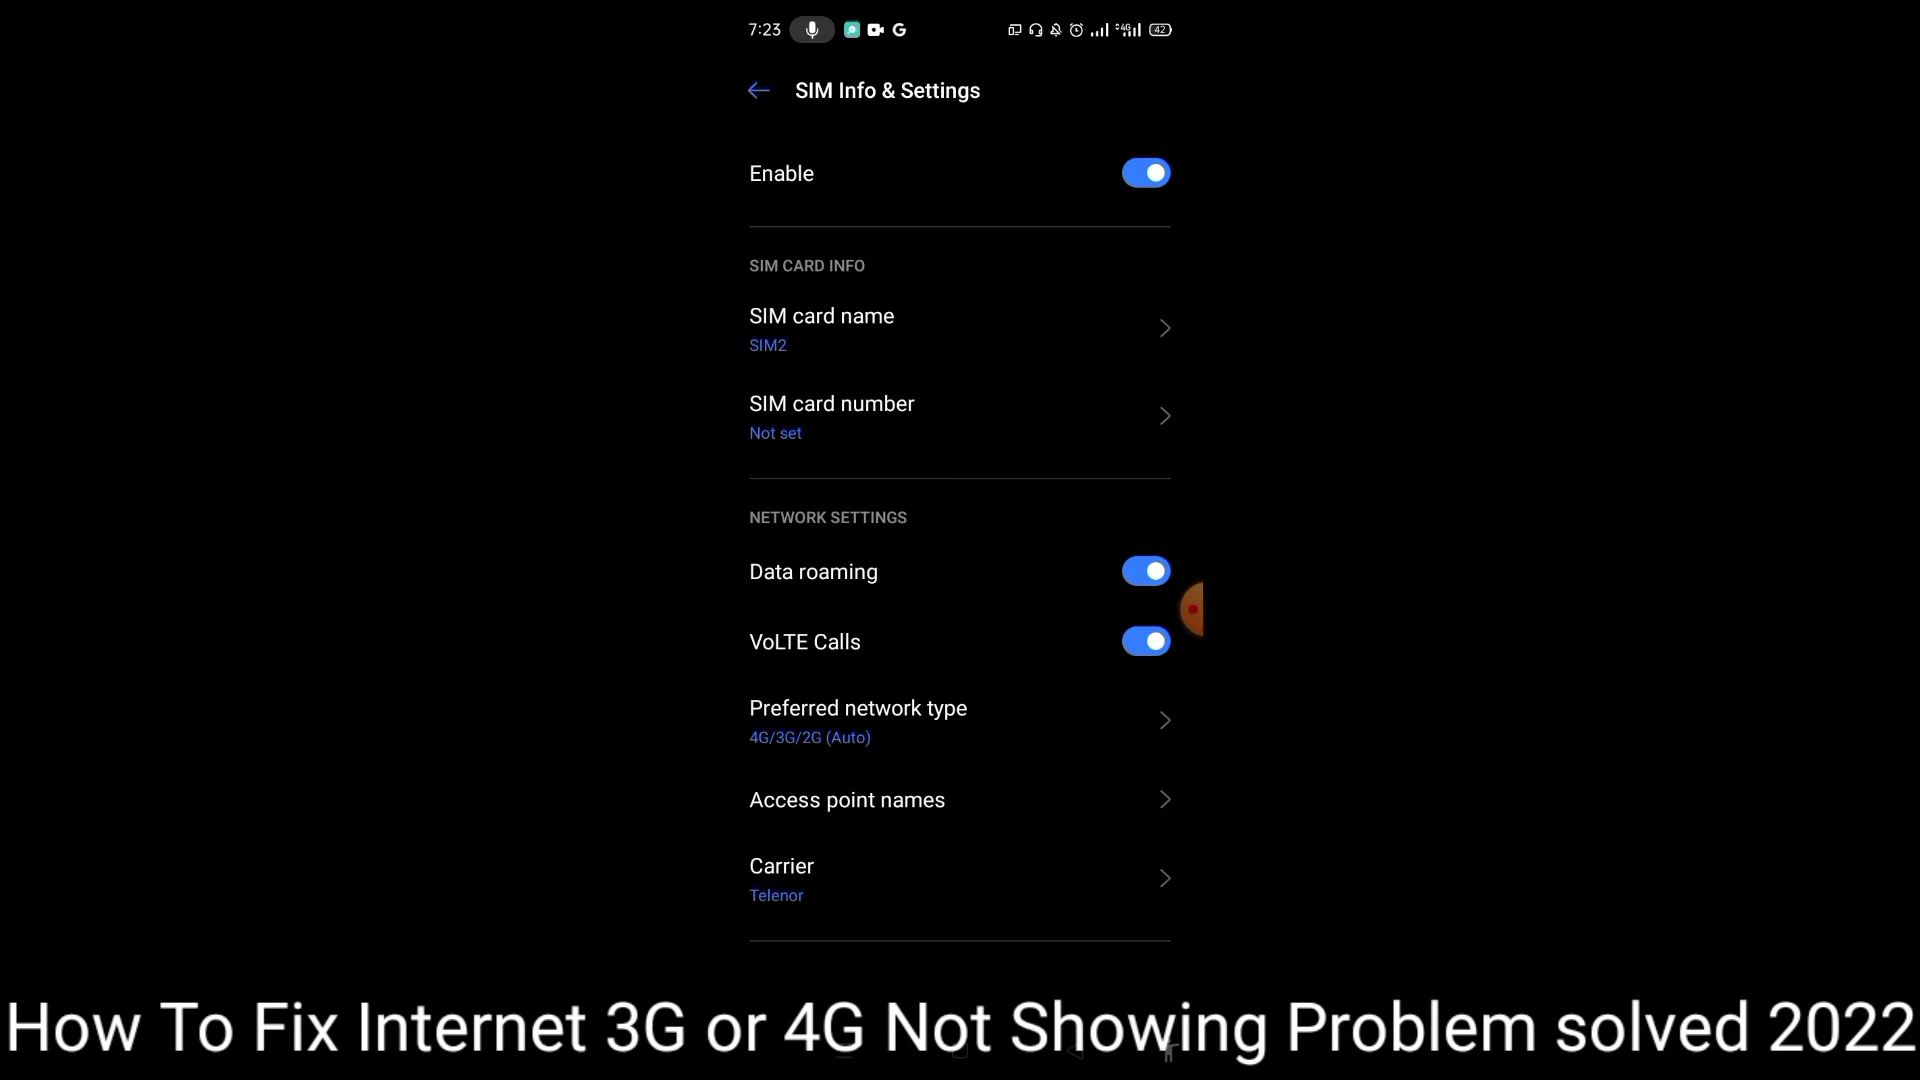 7:23 G 4G 42
SIM Info & Settings
Enable
SIM CARD INFO
SIM card name
SIM2
SIM card number
Not set
NETWORK SETTINGS
Data roaming
VoLTE Calls
Preferred network type
4G/3G/2G (Auto)
Access point names
Carrier
Telenor
How To Fix Internet 3G or 4G Not Showing Problem solved 2022